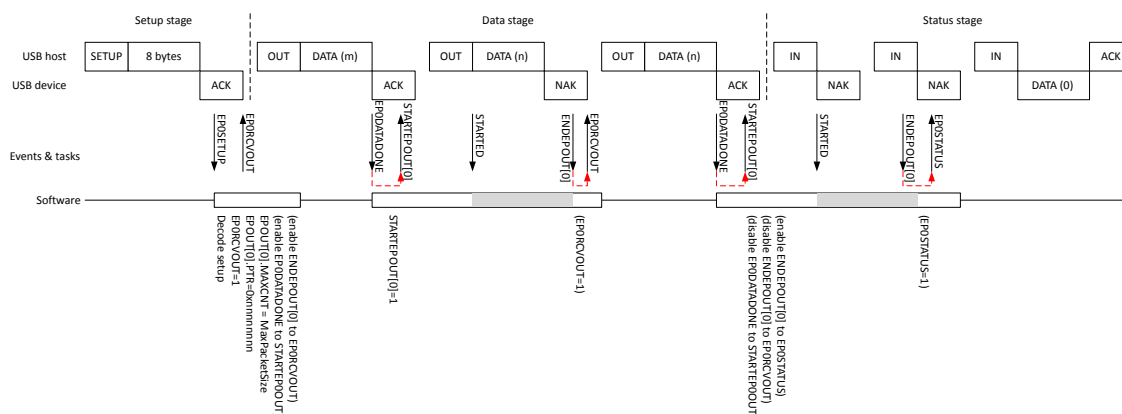 Setup stage
Data stage
Status stage
USB host
SETUP
8 bytes
OUT
DATA (m)
OUT
DATA (n)
OUT
DATA (n)
IN
IN
IN
ACK
USB device
ACK
ACK
NAK
ACK
NAK
NAK
DATA (0)
Events & tasks
EP0SETUP
EP0RCVOUT
EP0DATADONE
STARTEPOUT[0]
STARTED
ENDEPOUT[0]
EP0RCVOUT
EP0DATADONE
STARTEPOUT[0]
STARTED
ENDEPOUT[0]
EP0STATUS
Software
Decode setup
EP0RCVOUT=1
EPOUT[0].PTR=0xnnnnnnnn
EPOUT[0].MAXCNT = MaxPacketSize
(enable EP0DATADONE to STARTEPOOUT
(enable ENDEPOUT[0] to EP0RCVOUT)
STARTEPOUT[0]=1
(EP0RCVOUT=1)
(disable EP0DATADONE to STARTEPOOUT
(disable ENDEPOUT[0] to EP0RCVOUT)
(enable ENDEPOUT[0] to EP0STATUS)
(EP0STATUS=1)